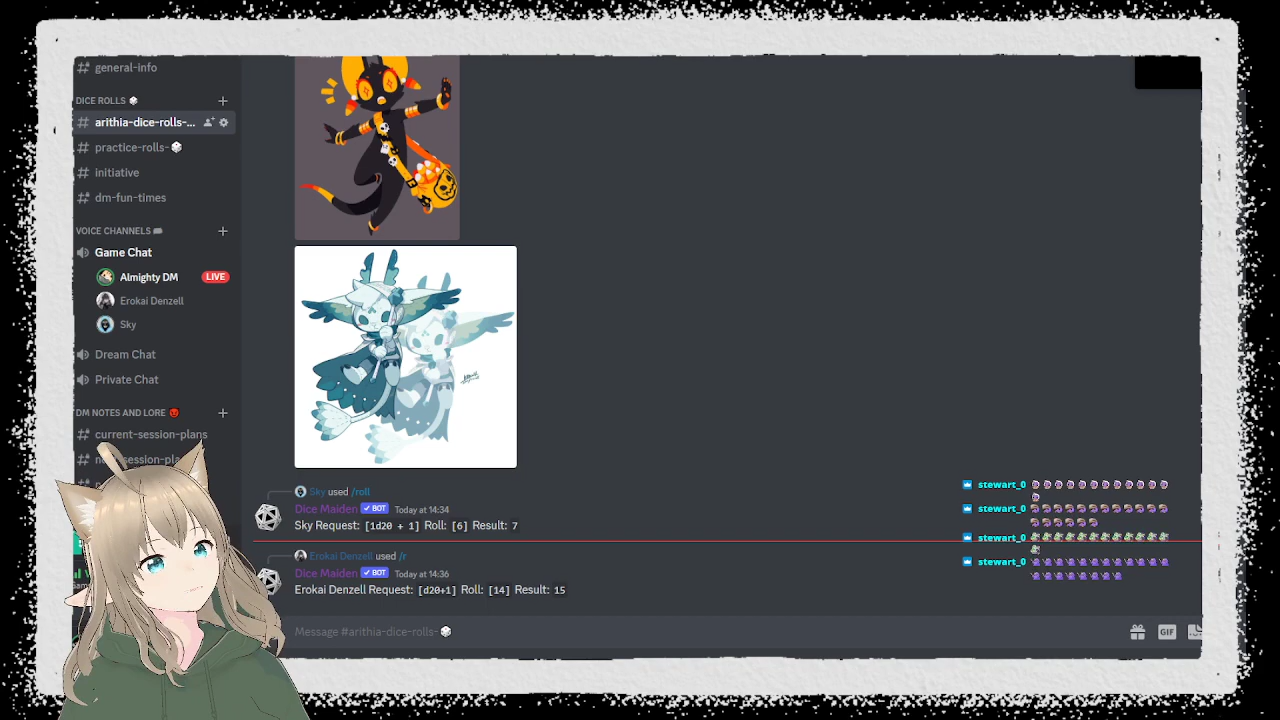 general-info
DICE ROLLS
arithia-dice-rolls-...
practice-rolls-
initiative
dm-fun-times
VOICE CHANNELS
Game Chat
Almighty DM LIVE
Erokai Denzell
Sky
Dream Chat
Private Chat
DM NOTES AND LORE
current-session-plans
Sky used /roll
Dice Maiden ✓ BOT Today at 14:34
Sky Request: [1d20 + 1] Roll: [6] Result: 7
Erokai Denzell used /r
Dice Maiden ✓ BOT Today at 14:36
Erokai Denzell Request: [d20+1] Roll: [14] Result: 15
Message #arithia-dice-rolls-
GIF
stewart_0
stewart_0
stewart_0
stewart_0